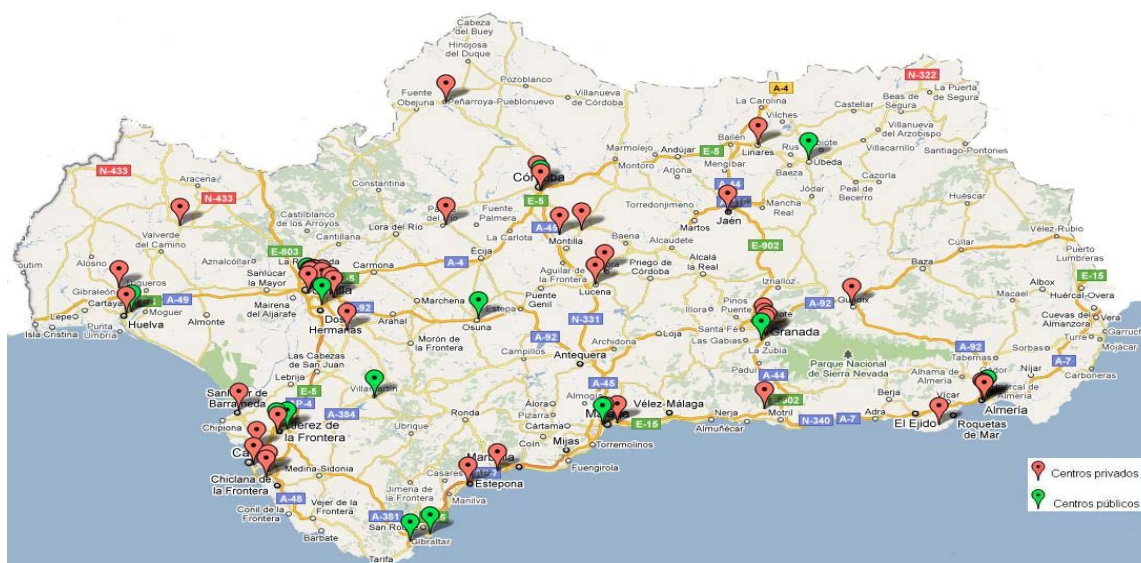 Cabeza
del Buey
Hinojosa
del Duque
Pozoblanco
Fuente
Obejuna
Peñarroya-Pueblonuevo
Villanueva
de Córdoba
A-4
N-322
La Puerta
de Segura
La Carolina
Vilches
Castellar
Beas de
Segura
Villanueva
del Arzobispo
Bailén
Linares
Úbeda
Villacarrillo
Santiago-Pontones
Marmolejo
Andújar
E-5
Mengíbar
Baeza
Montoro
Arjona
Jódar
Cazorla
Peal de
Becerro
Huéscar
N-433
Aracena
N-433
Constantina
Córdoba
E-5
A-44
Torredonjimeno
Mancha
Real
Jaén
Martos
Castilblanco
de los Arroyos
Fuente
Palmera
Lora del Río
La Carlota
A-45
Montilla
Baena
Valverde
del Camino
Cantillana
Alcaudete
E-902
Vélez-Rubio
Puerto
Lumbreras
Cúllar
Écija
Alosno
Aznalcóllar
E-803
Carmona
A-4
Aguilar de
la Frontera
Priego de
Córdoba
Alcalá
la Real
Baza
E-15
Gibraleón
Sanlúcar
la Mayor
Lucena
Iznalloz
Albox
Macael
Huércal-Overa
Cartaya
A-49
Marchena
Puente
Genil
Pinos
A-92
Lepe
Moguer
Mairena
del Aljarafe
Estepa
Illora
Cuevas del
Almanzora
Isla Cristina
Punta
Umbría
Huelva
Almonte
Dos
Hermanas
Arahal
Osuna
N-331
Loja
Santa Fé
Granada
Vera
Garruch
Morón de
la Frontera
Archidona
Las Gabias
A-92
Turre
Mojácar
Las Cabezas
de San Juan
Campillos
A-92
Antequera
La Zubia
Parque Nacional
de Sierra Nevada
Tabernas
Sorbas
A-7
Lebrija
E-5
Padul
Alhama de
Almería
Níjar
Carboneras
A-45
A-44
Almogía
Ronda
Álora
Vélez-Málaga
Berja
Vícar
Chipiona
A-384
Pizarra
Nerja
Motril
Adra
Almería
Jerez de
la Frontera
Ubrique
Cártama
E-15
Almuñécar
N-340
A-7
El Ejido
Roquetas
de Mar
Coín
Mijas
Torremolinos
Medina-Sidonia
Fuengirola
Casares
Chiclana de
la Frontera
Jimena de
la Frontera
Estepona
Centros privados
Manilva
A-48
Conil de la
Frontera
Vejer de la
Frontera
Centros públicos
A-381
San Roque
Barbate
Gibraltar
Tarifa